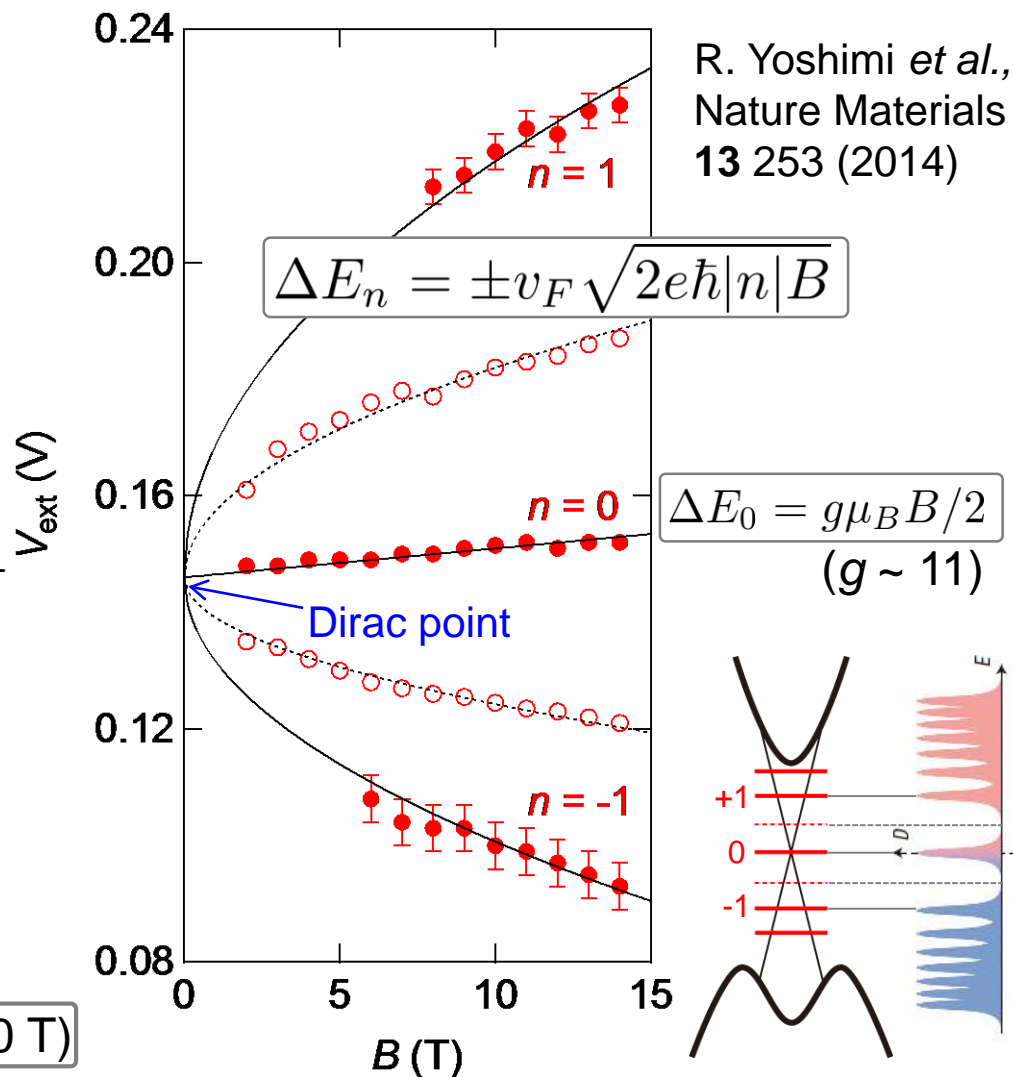 0.24
0.20
0.16
0.12
0.08
V_ext (V)
0 5 10 15
B (T)
n = 1
ΔE_n = ±v_F √(2eħ|n|B)
n = 0
Dirac point
n = -1
R. Yoshimi et al.,
Nature Materials
13 253 (2014)
ΔE_0 = gμ_B B/2
(g ~ 11)
+1
0
-1
D
E
0 T)